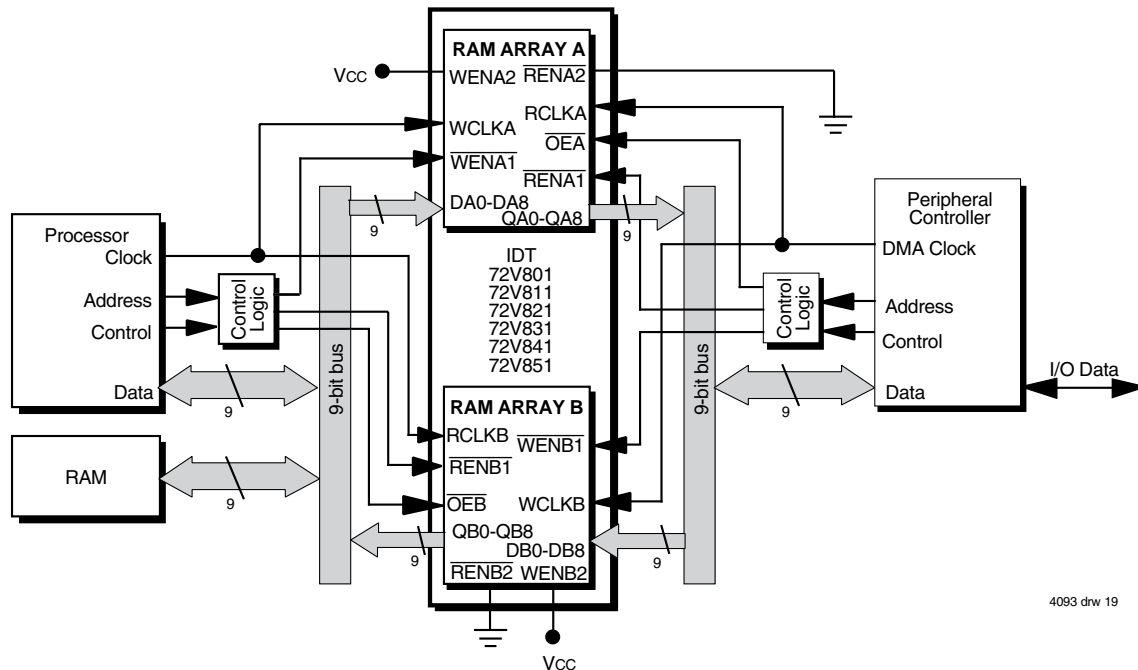 RAM ARRAY A
VCC
WENA2
RENA2
RCLKA
WCLKA
OEA
WENA1
RENA1
DA0-DA8
QA0-QA8
9
9
Processor
Clock
Address
Control
Data
Control
Logic
9
9-bit bus
RAM
9
IDT
72V801
72V811
72V821
72V831
72V841
72V851
Peripheral
Controller
DMA Clock
Address
Control
Data
Control
Logic
9-bit bus
9
I/O Data
RAM ARRAY B
RCLKB
WENB1
RENB1
OEB
WCLKB
QB0-QB8
DB0-DB8
9
9
RENB2
WENB2
VCC
4093 drw 19